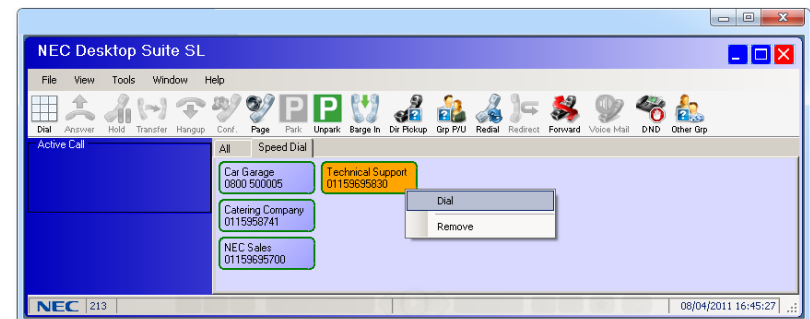 NEC Desktop Suite SL
File View Tools Window Help
Dial Answer Hold Transfer Hangup Conf. Page Park Unpark Barge In Dir Pickup Grp P/U Redial Redirect Forward Voice Mail DND Other Grp
Active Call
All Speed Dial
Car Garage
0800 500005
Technical Support
01159695830
Dial
Remove
Catering Company
0115958741
NEC Sales
01159695700
NEC 213 08/04/2011 16:45:27